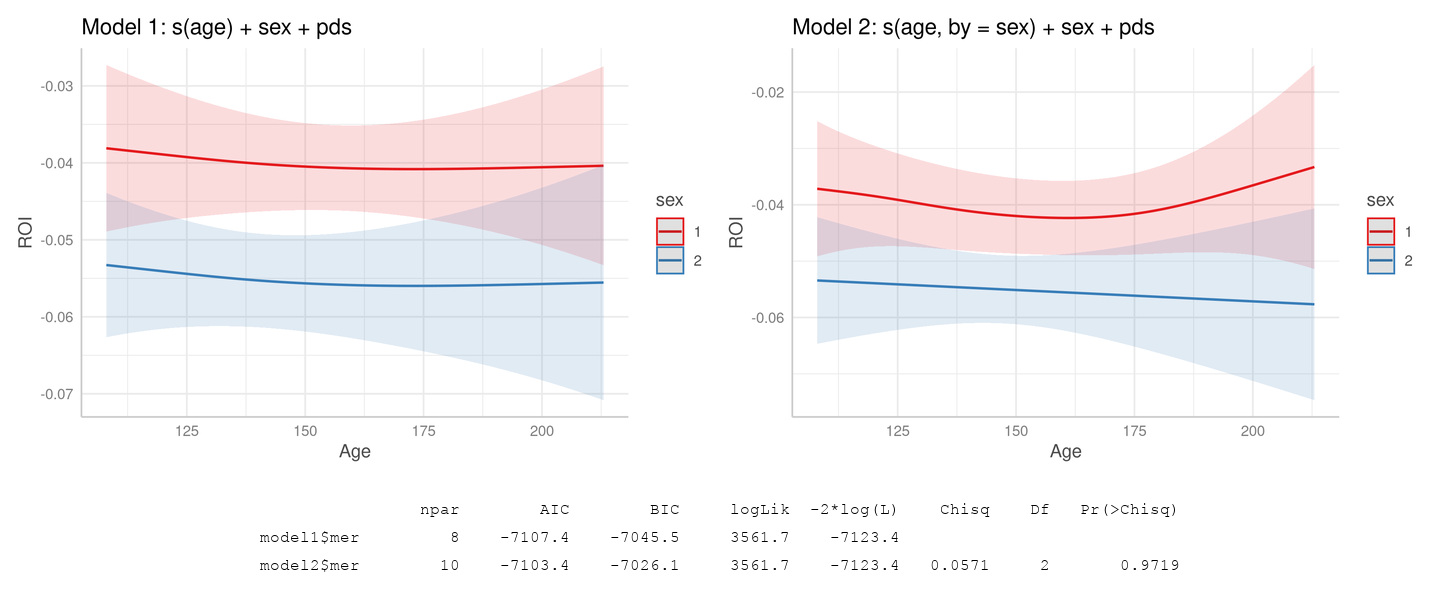 Model 1: s(age) + sex + pds
-0.03
-0.04
-0.05
-0.06
-0.07
ROI
125 150 175 200
Age
sex
1
2
Model 2: s(age, by = sex) + sex + pds
-0.02
-0.04
-0.06
ROI
125 150 175 200
Age
sex
1
2
npar AIC BIC logLik -2*log(L) Chisq Df Pr(>Chisq)
model1$mer 8 -7107.4 -7045.5 3561.7 -7123.4
model2$mer 10 -7103.4 -7026.1 3561.7 -7123.4 0.0571 2 0.9719